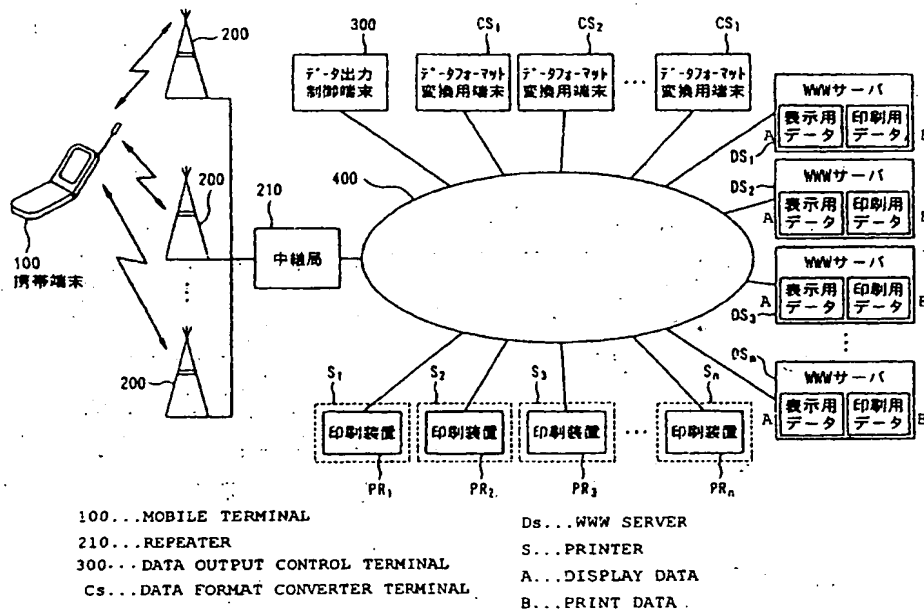 200
300
CS₁
CS₂
CS₁
データ出力
制御端末
データフォーマット
変換用端末
データフォーマット
変換用端末
...
データフォーマット
変換用端末
WWWサーバ
表示用
データ
印刷用
データ
A
B
DS₁
WWWサーバ
表示用
データ
印刷用
データ
A
B
DS₂
WWWサーバ
表示用
データ
印刷用
データ
A
B
DS₃
WWWサーバ
表示用
データ
印刷用
データ
A
B
DSₘ
400
100
携帯端末
200
210
中継局
200
S₁
S₂
S₃
Sₙ
印刷装置
印刷装置
印刷装置
...
印刷装置
PR₁
PR₂
PR₃
PRₙ
100...MOBILE TERMINAL
210...REPEATER
300...DATA OUTPUT CONTROL TERMINAL
Cs...DATA FORMAT CONVERTER TERMINAL
Ds...WWW SERVER
S...PRINTER
A...DISPLAY DATA
B...PRINT DATA